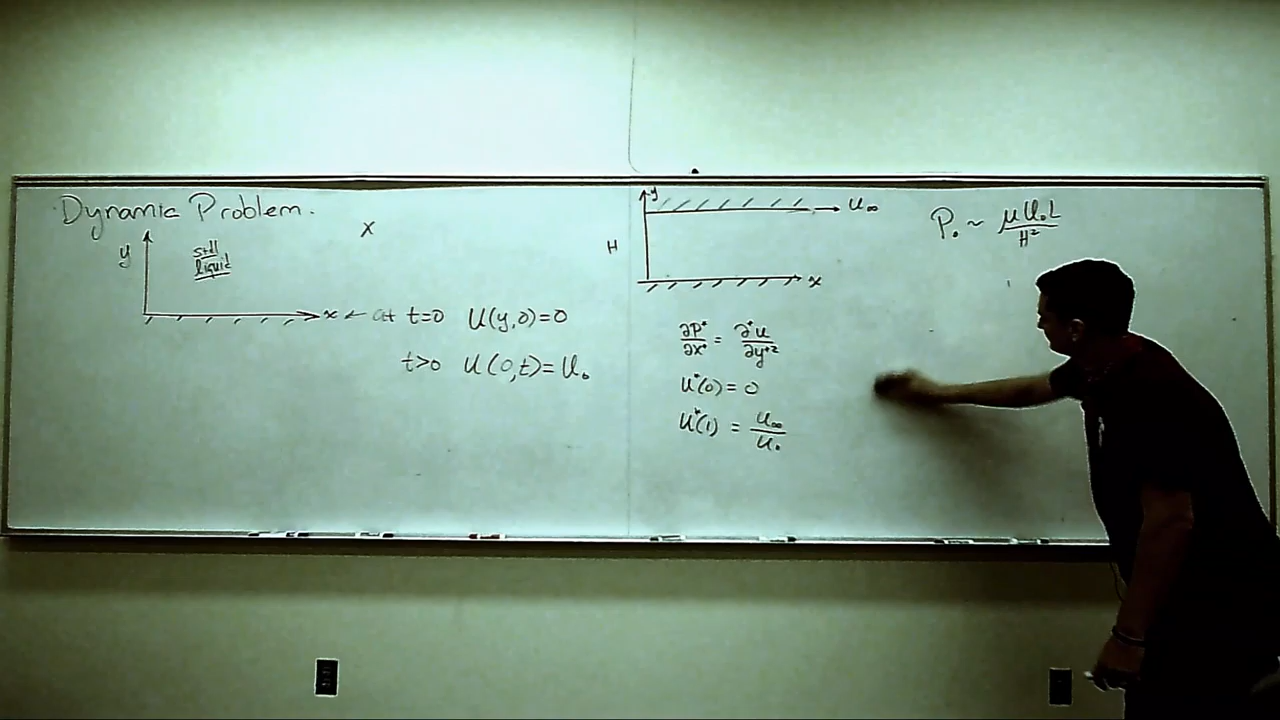 Dynamic Problem.
x
y
still
liquid
x ← at t=0 U(y,0)=0
t>0 U(0,t)=U₀
y
U∞
H
x
∂P*/∂x* = ∂²u/∂y*²
U*(0) = 0
U*(1) = U∞/U₀
P₀ ~ μU₀L/H²